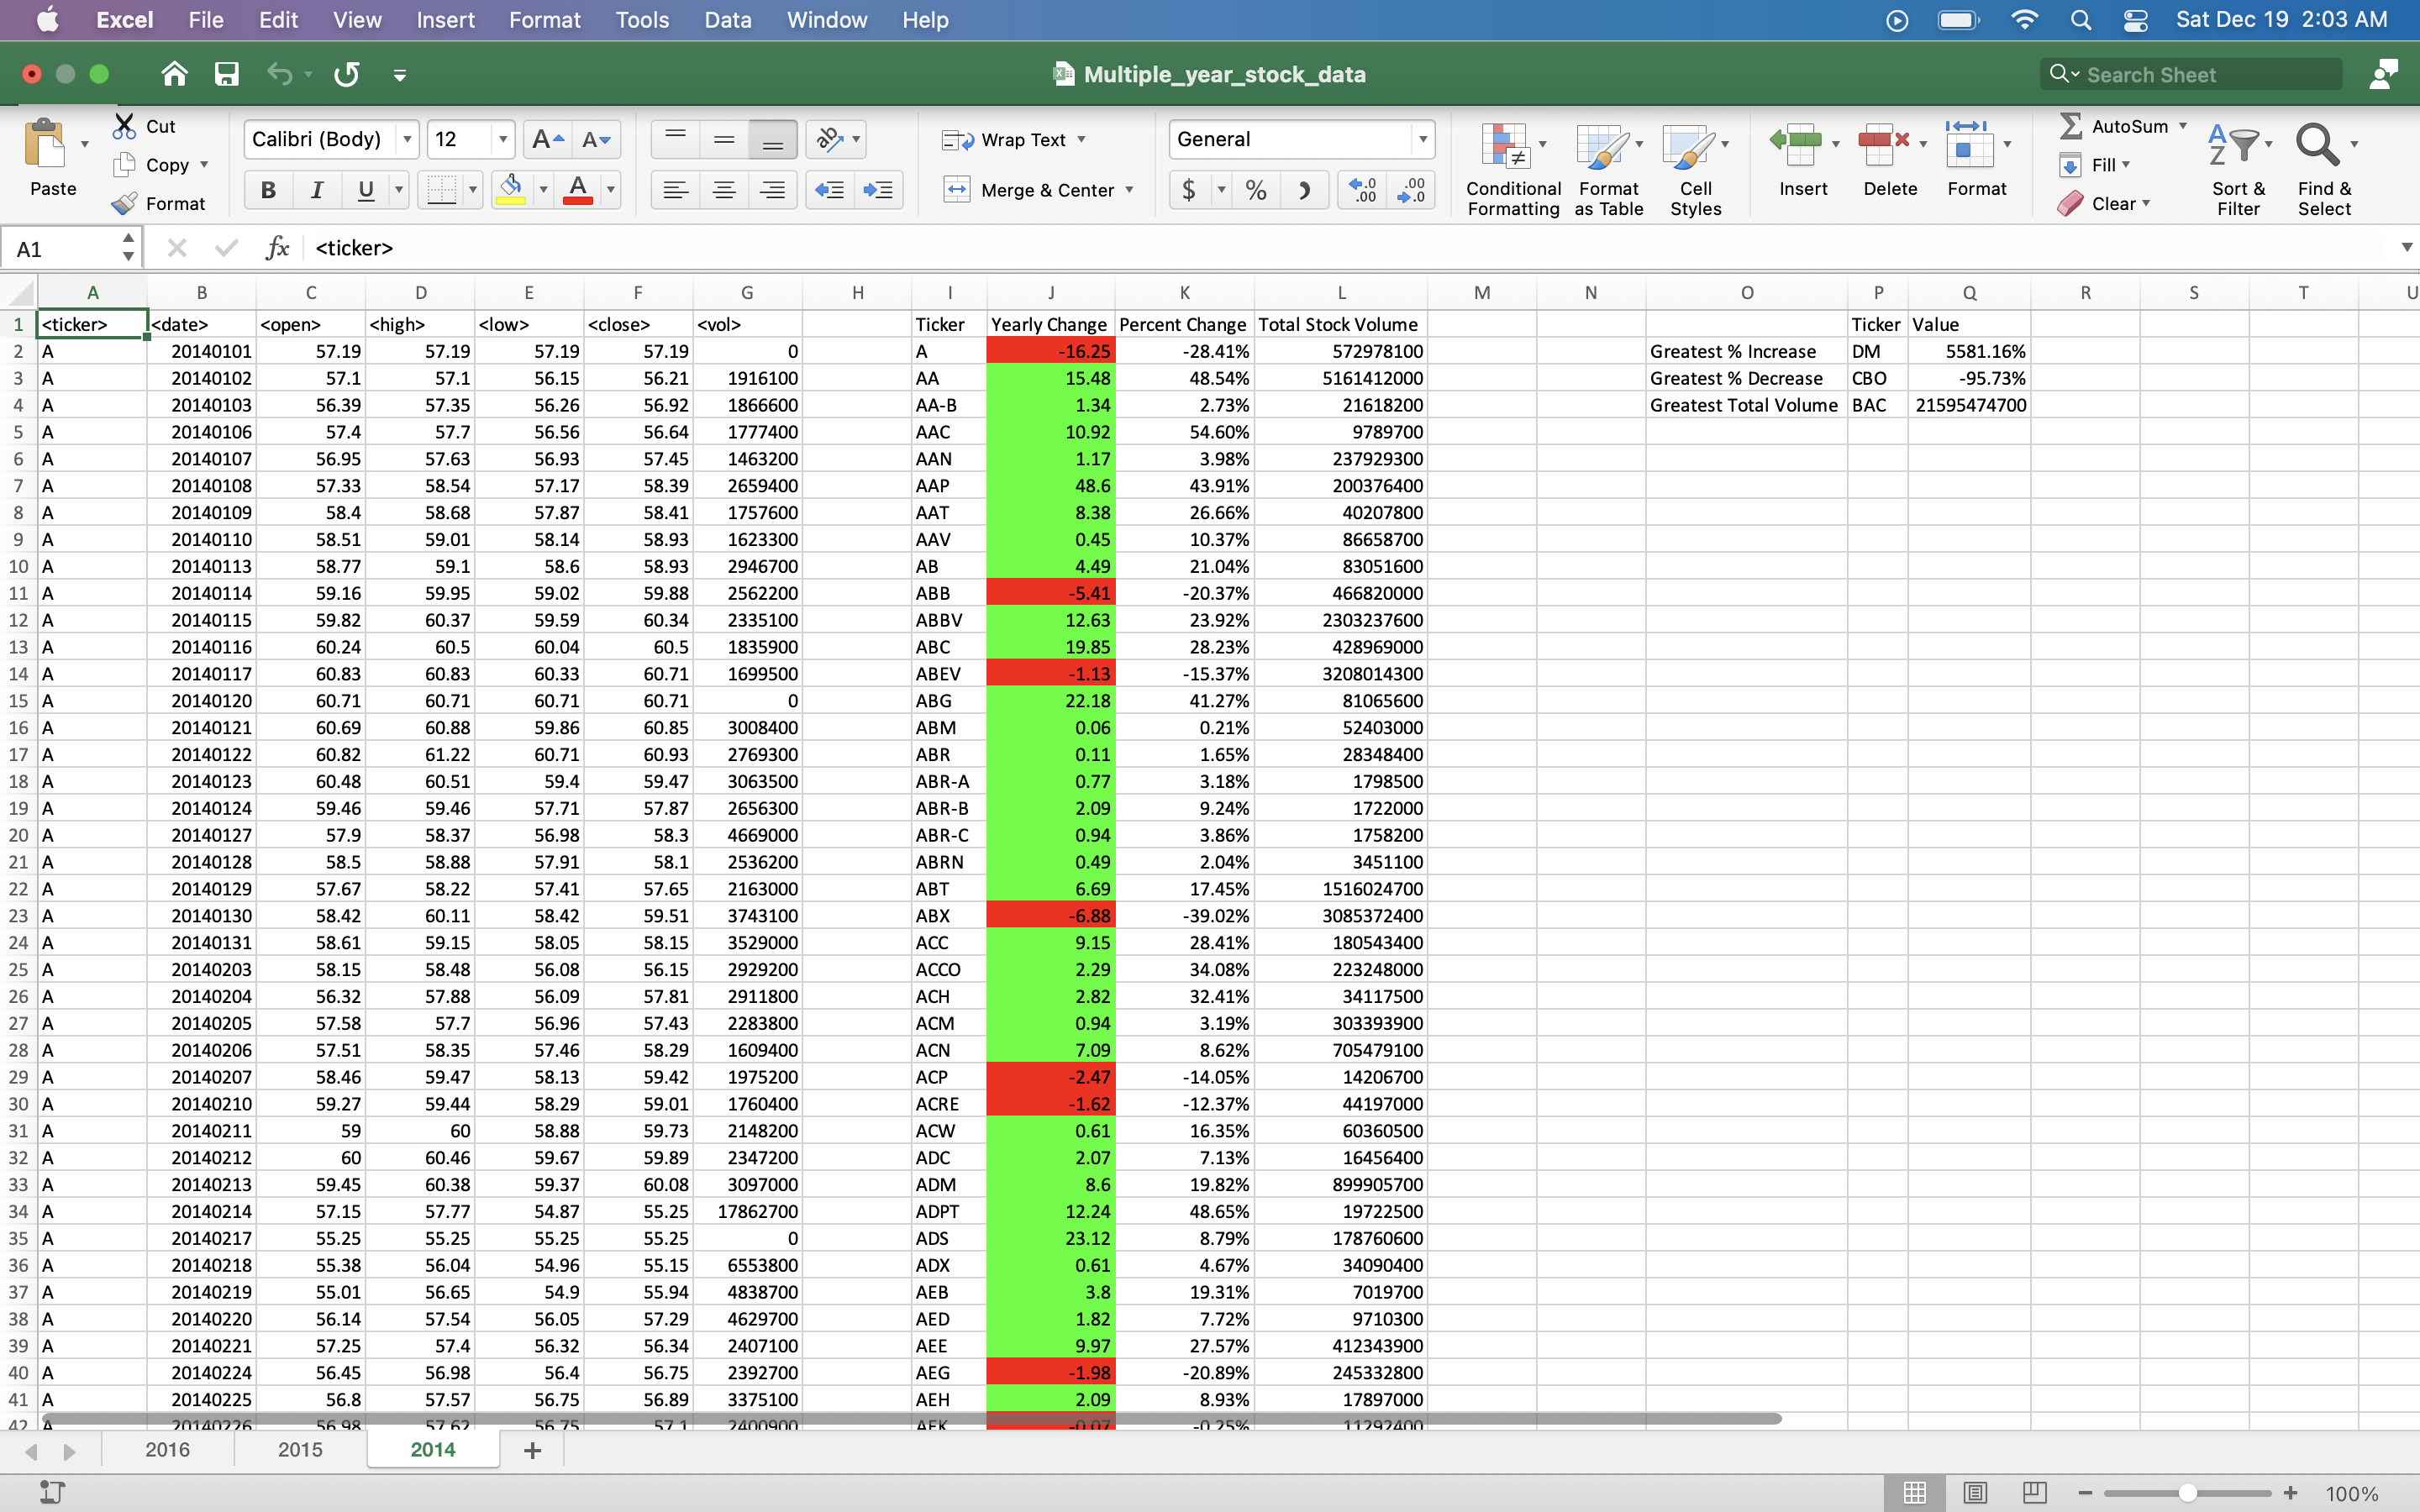 Excel File Edit View Insert Format Tools Data Window Help Sat Dec 19 2:03 AM
Multiple_year_stock_data
Search Sheet
Paste
Cut
Copy
Format
Calibri (Body) 12
B I U
Wrap Text
Merge & Center
General
$ %
Conditional Formatting
Format as Table
Cell Styles
Insert
Delete
Format
AutoSum
Fill
Clear
Sort & Filter
Find & Select
A1 fx <ticker>
A B C D E F G H I J K L M N O P Q R S T U
1 <ticker> <date> <open> <high> <low> <close> <vol> Ticker Yearly Change Percent Change Total Stock Volume Ticker Value
2 A 20140101 57.19 57.19 57.19 57.19 0 A -16.25 -28.41% 572978100 Greatest % Increase DM 5581.16%
3 A 20140102 57.1 57.1 56.15 56.21 1916100 AA 15.48 48.54% 5161412000 Greatest % Decrease CBO -95.73%
4 A 20140103 56.39 57.35 56.26 56.92 1866600 AA-B 1.34 2.73% 21618200 Greatest Total Volume BAC 21595474700
5 A 20140106 57.4 57.7 56.56 56.64 1777400 AAC 10.92 54.60% 9789700
6 A 20140107 56.95 57.63 56.93 57.45 1463200 AAN 1.17 3.98% 237929300
7 A 20140108 57.33 58.54 57.17 58.39 2659400 AAP 48.6 43.91% 200376400
8 A 20140109 58.4 58.68 57.87 58.41 1757600 AAT 8.38 26.66% 40207800
9 A 20140110 58.51 59.01 58.14 58.93 1623300 AAV 0.45 10.37% 86658700
10 A 20140113 58.77 59.1 58.6 58.93 2946700 AB 4.49 21.04% 83051600
11 A 20140114 59.16 59.95 59.02 59.88 2562200 ABB -5.41 -20.37% 466820000
12 A 20140115 59.82 60.37 59.59 60.34 2335100 ABBV 12.63 23.92% 2303237600
13 A 20140116 60.24 60.5 60.04 60.5 1835900 ABC 19.85 28.23% 428969000
14 A 20140117 60.83 60.83 60.33 60.71 1699500 ABEV -1.13 -15.37% 3208014300
15 A 20140120 60.71 60.71 60.71 60.71 0 ABG 22.18 41.27% 81065600
16 A 20140121 60.69 60.88 59.86 60.85 3008400 ABM 0.06 0.21% 52403000
17 A 20140122 60.82 61.22 60.71 60.93 2769300 ABR 0.11 1.65% 28348400
18 A 20140123 60.48 60.51 59.4 59.47 3063500 ABR-A 0.77 3.18% 1798500
19 A 20140124 59.46 59.46 57.71 57.87 2656300 ABR-B 2.09 9.24% 1722000
20 A 20140127 57.9 58.37 56.98 58.3 4669000 ABR-C 0.94 3.86% 1758200
21 A 20140128 58.5 58.88 57.91 58.1 2536200 ABRN 0.49 2.04% 3451100
22 A 20140129 57.67 58.22 57.41 57.65 2163000 ABT 6.69 17.45% 1516024700
23 A 20140130 58.42 60.11 58.42 59.51 3743100 ABX -6.88 -39.02% 3085372400
24 A 20140131 58.61 59.15 58.05 58.15 3529000 ACC 9.15 28.41% 180543400
25 A 20140203 58.15 58.48 56.08 56.15 2929200 ACCO 2.29 34.08% 223248000
26 A 20140204 56.32 57.88 56.09 57.81 2911800 ACH 2.82 32.41% 34117500
27 A 20140205 57.58 57.7 56.96 57.43 2283800 ACM 0.94 3.19% 303393900
28 A 20140206 57.51 58.35 57.46 58.29 1609400 ACN 7.09 8.62% 705479100
29 A 20140207 58.46 59.47 58.13 59.42 1975200 ACP -2.47 -14.05% 14206700
30 A 20140210 59.27 59.44 58.29 59.01 1760400 ACRE -1.62 -12.37% 44197000
31 A 20140211 59 60 58.88 59.73 2148200 ACW 0.61 16.35% 60360500
32 A 20140212 60 60.46 59.67 59.89 2347200 ADC 2.07 7.13% 16456400
33 A 20140213 59.45 60.38 59.37 60.08 3097000 ADM 8.6 19.82% 899905700
34 A 20140214 57.15 57.77 54.87 55.25 17862700 ADPT 12.24 48.65% 19722500
35 A 20140217 55.25 55.25 55.25 55.25 0 ADS 23.12 8.79% 178760600
36 A 20140218 55.38 56.04 54.96 55.15 6553800 ADX 0.61 4.67% 34090400
37 A 20140219 55.01 56.65 54.9 55.94 4838700 AEB 3.8 19.31% 7019700
38 A 20140220 56.14 57.54 56.05 57.29 4629700 AED 1.82 7.72% 9710300
39 A 20140221 57.25 57.4 56.32 56.34 2407100 AEE 9.97 27.57% 412343900
40 A 20140224 56.45 56.98 56.4 56.75 2392700 AEG -1.98 -20.89% 245332800
41 A 20140225 56.8 57.57 56.75 56.89 3375100 AEH 2.09 8.93% 17897000
42 A 20140226 56.98 57.62 56.75 57.1 2400900 AEK -0.07 -0.25% 11292400
2016 2015 2014 +
100%